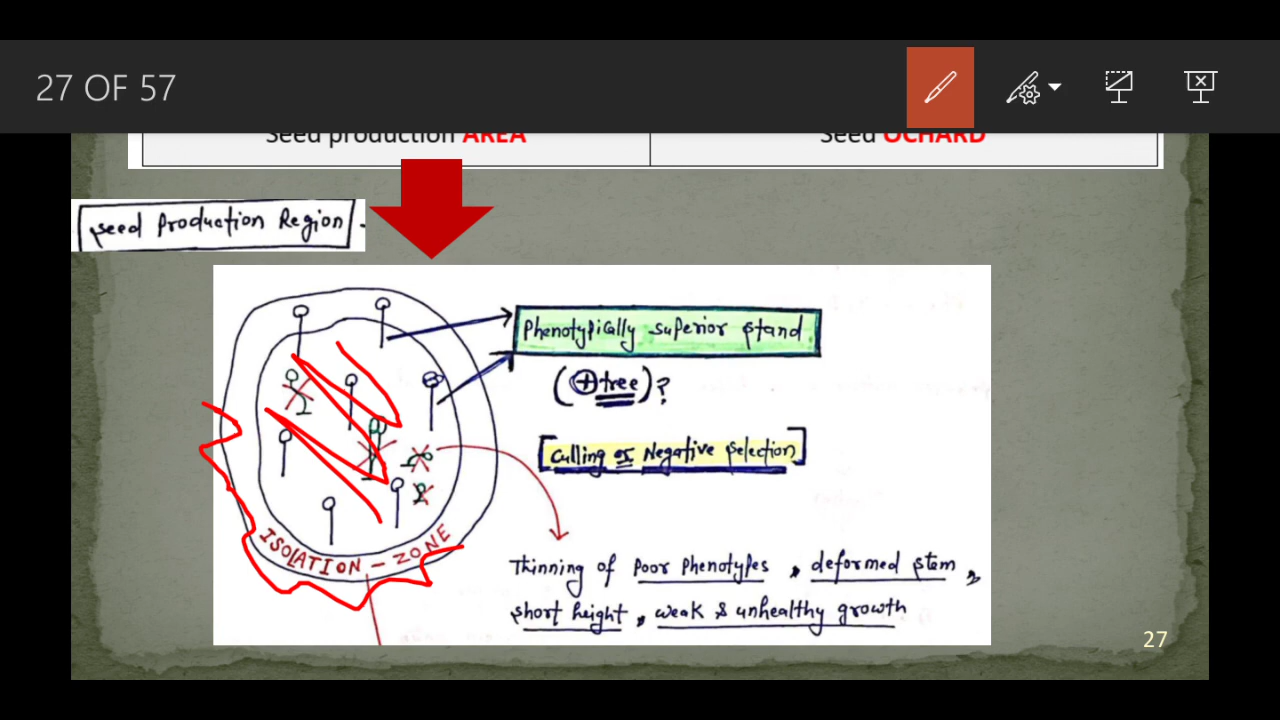 27 OF 57
Seed production AREA
Seed OCHARD
Seed Production Region.
Phenotypically superior stand
(+tree)?
[Culling or Negative selection]
ISOLATION - ZONE
Thinning of Poor Phenotypes, deformed stem,
short height, weak & unhealthy growth
27